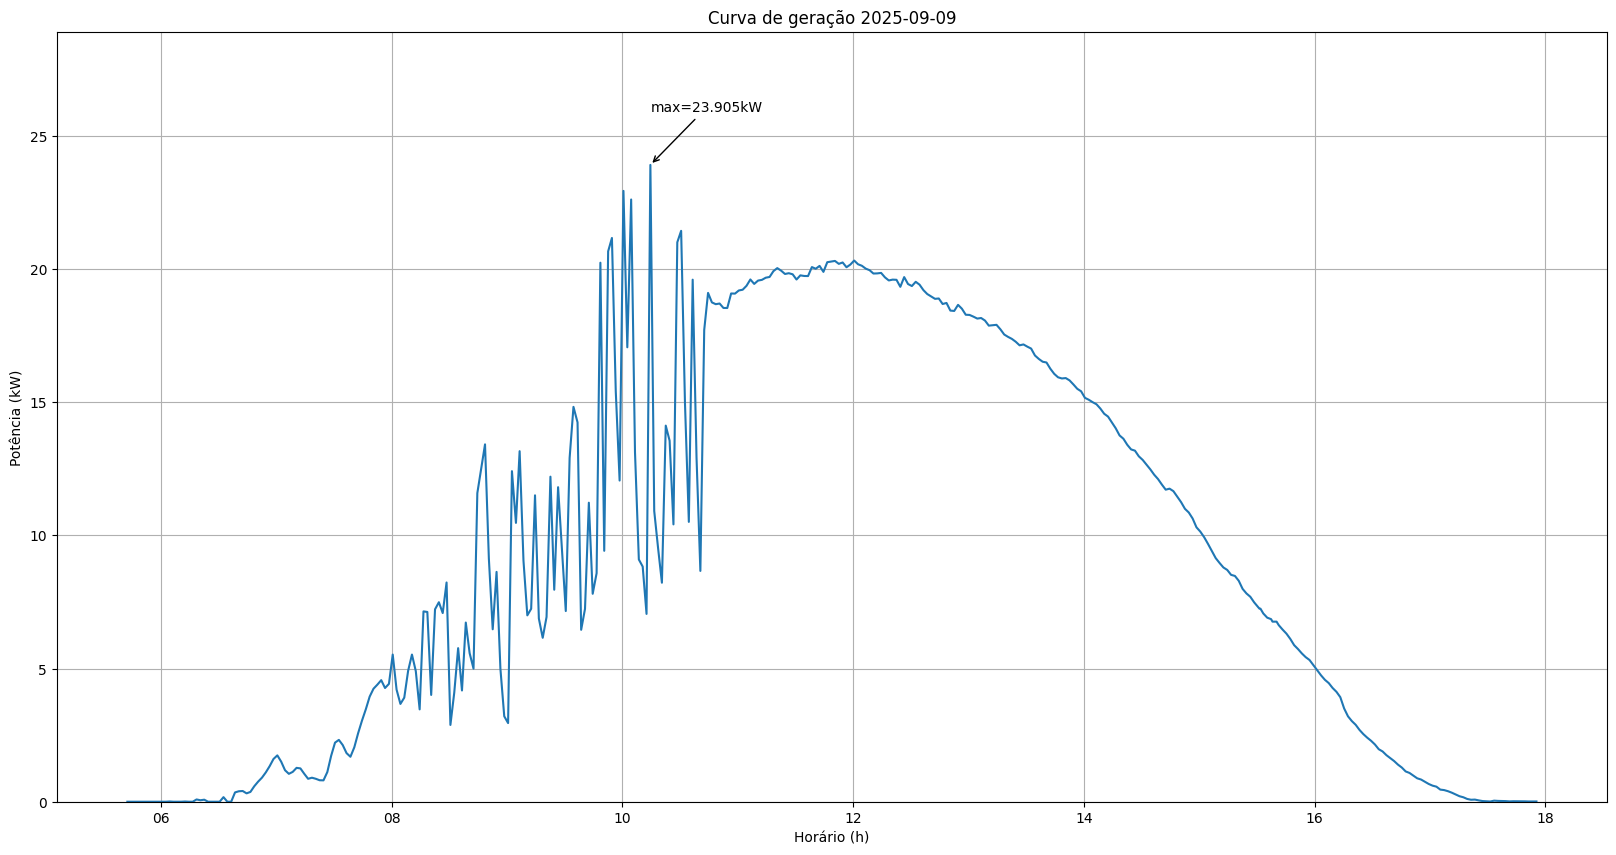 Curva de geração 2025-09-09
max=23.905kW
25
20
15
10
5
0
Potência (kW)
06 08 10 12 14 16 18
Horário (h)